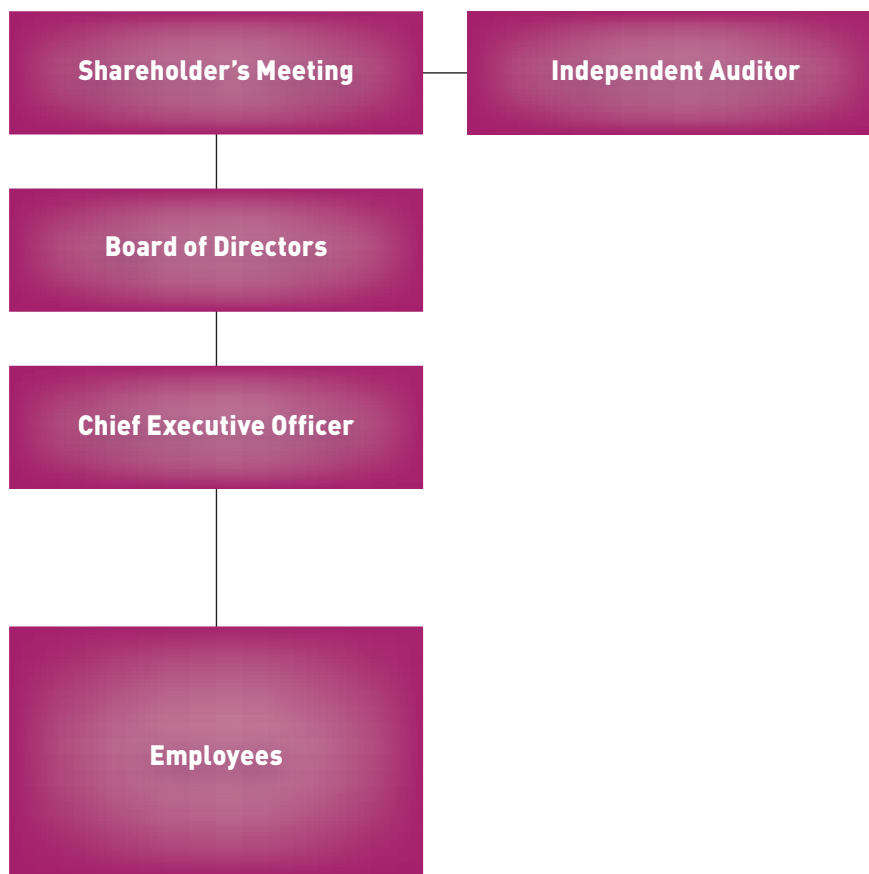 Shareholder’s Meeting
Independent Auditor
Board of Directors
Chief Executive Officer
Employees